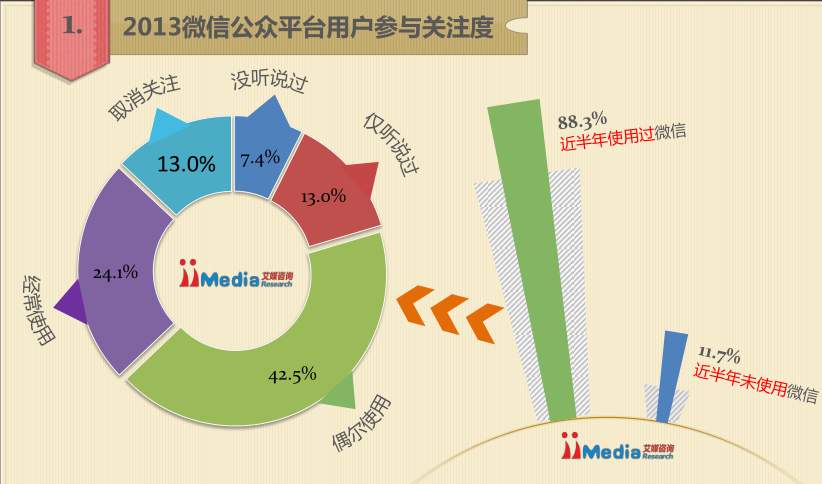 1.
2013微信公众平台用户参与关注度
取消关注
没听说过
仅听说过
13.0%
7.4%
13.0%
88.3%
近半年使用过微信
24.1%
经常使用
iiMedia 艾媒咨询
Research
42.5%
偶尔使用
11.7%
近半年未使用微信
iiMedia 艾媒咨询
Research